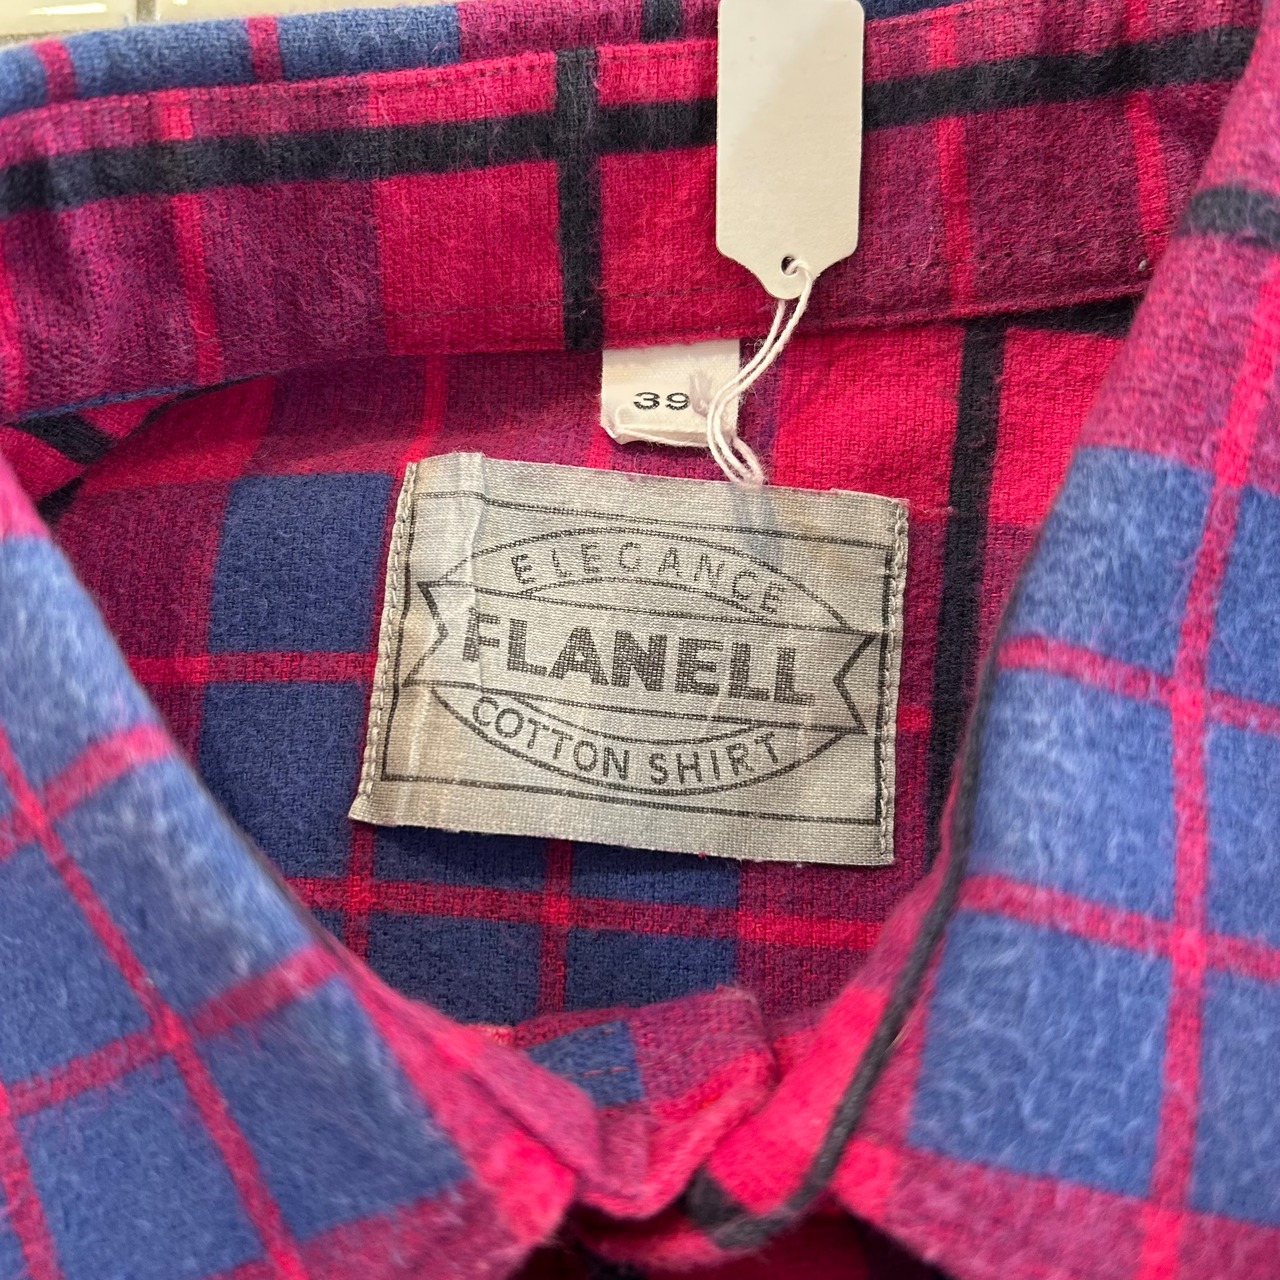 39
ELEGANCE
FLANELL
COTTON SHIRT